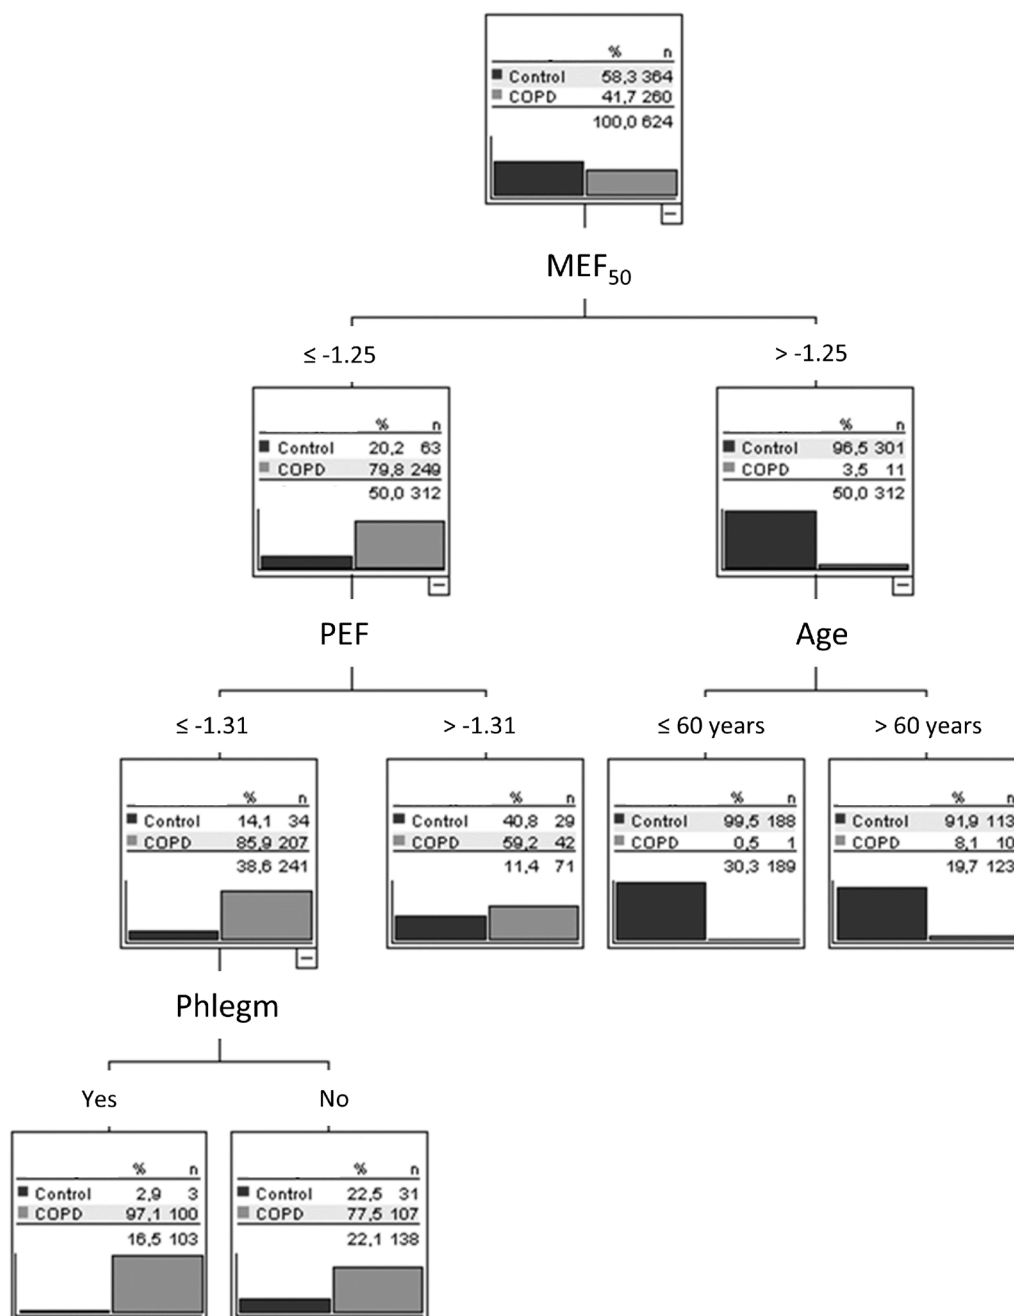 % n
Control 58,3 364
COPD 41,7 260
100,0 624
MEF50
≤ -1.25 > -1.25
% n
Control 20,2 63
COPD 79,8 249
50,0 312
% n
Control 96,5 301
COPD 3,5 11
50,0 312
PEF
Age
≤ -1.31 > -1.31 ≤ 60 years > 60 years
% n
Control 14,1 34
COPD 85,9 207
38,6 241
% n
Control 40,8 29
COPD 59,2 42
11,4 71
% n
Control 99,5 188
COPD 0,5 1
30,3 189
% n
Control 91,9 113
COPD 8,1 10
19,7 123
Phlegm
Yes No
% n
Control 2,9 3
COPD 97,1 100
16,5 103
% n
Control 22,5 31
COPD 77,5 107
22,1 138